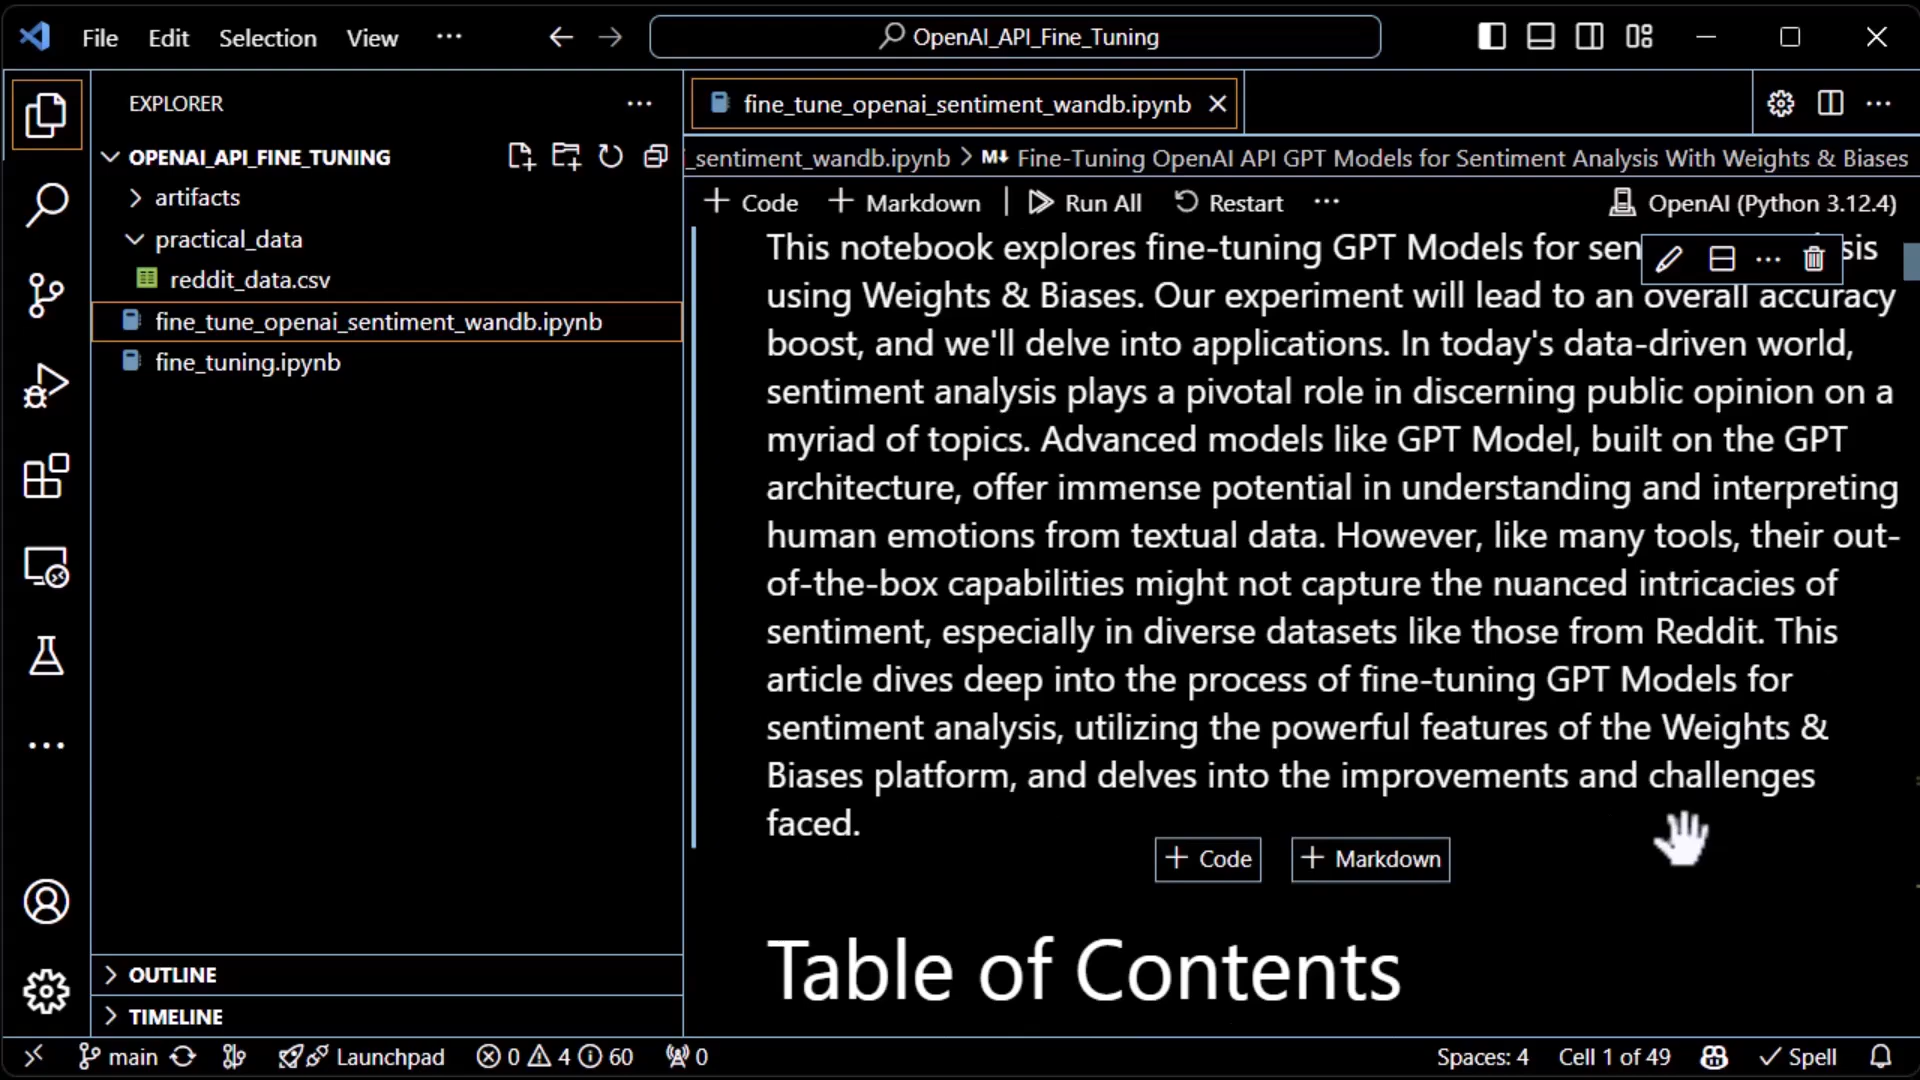 File Edit Selection View ···
OpenAI_API_Fine_Tuning
EXPLORER
OPENAI_API_FINE_TUNING
artifacts
practical_data
reddit_data.csv
fine_tune_openai_sentiment_wandb.ipynb
fine_tuning.ipynb
OUTLINE
TIMELINE
fine_tune_openai_sentiment_wandb.ipynb
_sentiment_wandb.ipynb > M Fine-Tuning OpenAI API GPT Models for Sentiment Analysis With Weights & Biases
+ Code + Markdown | Run All Restart ··· OpenAI (Python 3.12.4)
This notebook explores fine-tuning GPT Models for sen sis
using Weights & Biases. Our experiment will lead to an overall accuracy
boost, and we'll delve into applications. In today's data-driven world,
sentiment analysis plays a pivotal role in discerning public opinion on a
myriad of topics. Advanced models like GPT Model, built on the GPT
architecture, offer immense potential in understanding and interpreting
human emotions from textual data. However, like many tools, their out-
of-the-box capabilities might not capture the nuanced intricacies of
sentiment, especially in diverse datasets like those from Reddit. This
article dives deep into the process of fine-tuning GPT Models for
sentiment analysis, utilizing the powerful features of the Weights &
Biases platform, and delves into the improvements and challenges
faced.
+ Code + Markdown
Table of Contents
main Launchpad 0 4 60 0 Spaces: 4 Cell 1 of 49 Spell